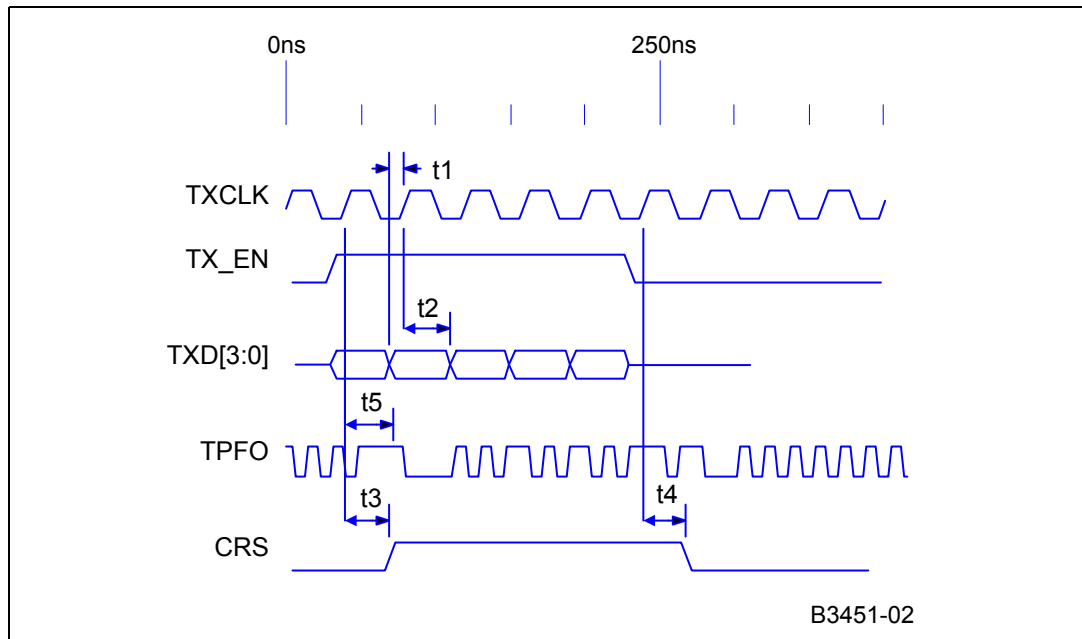 0ns 250ns
t1
TXCLK
TX_EN
t2
TXD[3:0]
t5
TPFO
t3 t4
CRS
B3451-02